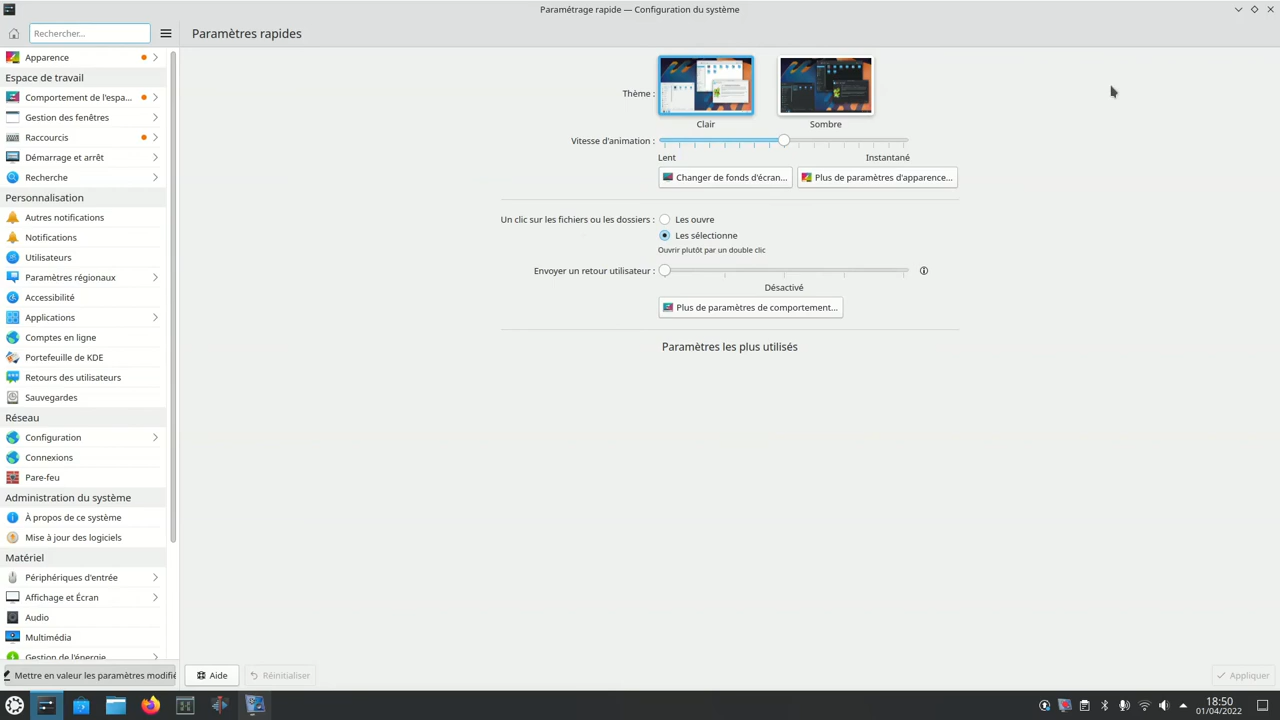 Paramétrage rapide — Configuration du système
Rechercher...
Paramètres rapides
Apparence
Espace de travail
Comportement de l'espa...
Gestion des fenêtres
Raccourcis
Démarrage et arrêt
Recherche
Personnalisation
Autres notifications
Notifications
Utilisateurs
Paramètres régionaux
Accessibilité
Applications
Comptes en ligne
Portefeuille de KDE
Retours des utilisateurs
Sauvegardes
Réseau
Configuration
Connexions
Pare-feu
Administration du système
À propos de ce système
Mise à jour des logiciels
Matériel
Périphériques d'entrée
Affichage et Écran
Audio
Multimédia
Gestion de l'énergie
Mettre en valeur les paramètres modifié
Thème :
Clair
Sombre
Vitesse d'animation :
Lent
Instantané
Changer de fonds d'écran...
Plus de paramètres d'apparence...
Un clic sur les fichiers ou les dossiers :
Les ouvre
Les sélectionne
Ouvrir plutôt par un double clic
Envoyer un retour utilisateur :
Désactivé
Plus de paramètres de comportement...
Paramètres les plus utilisés
Aide
Réinitialiser
Appliquer
18:50
01/04/2022